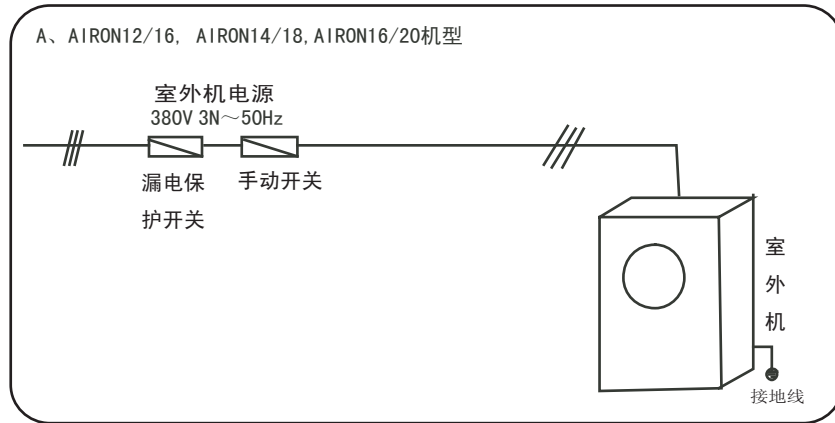 A、AIRON12/16, AIRON14/18,AIRON16/20机型
室外机电源
380V 3N～50Hz
漏电保
护开关
手动开关
室
外
机
接地线